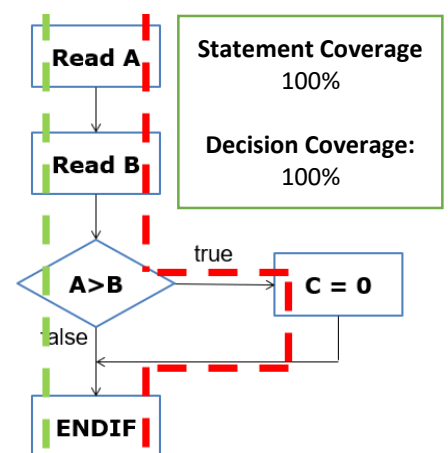 Read A
Statement Coverage
100%
Read B
Decision Coverage:
100%
true
A>B
C = 0
false
ENDIF